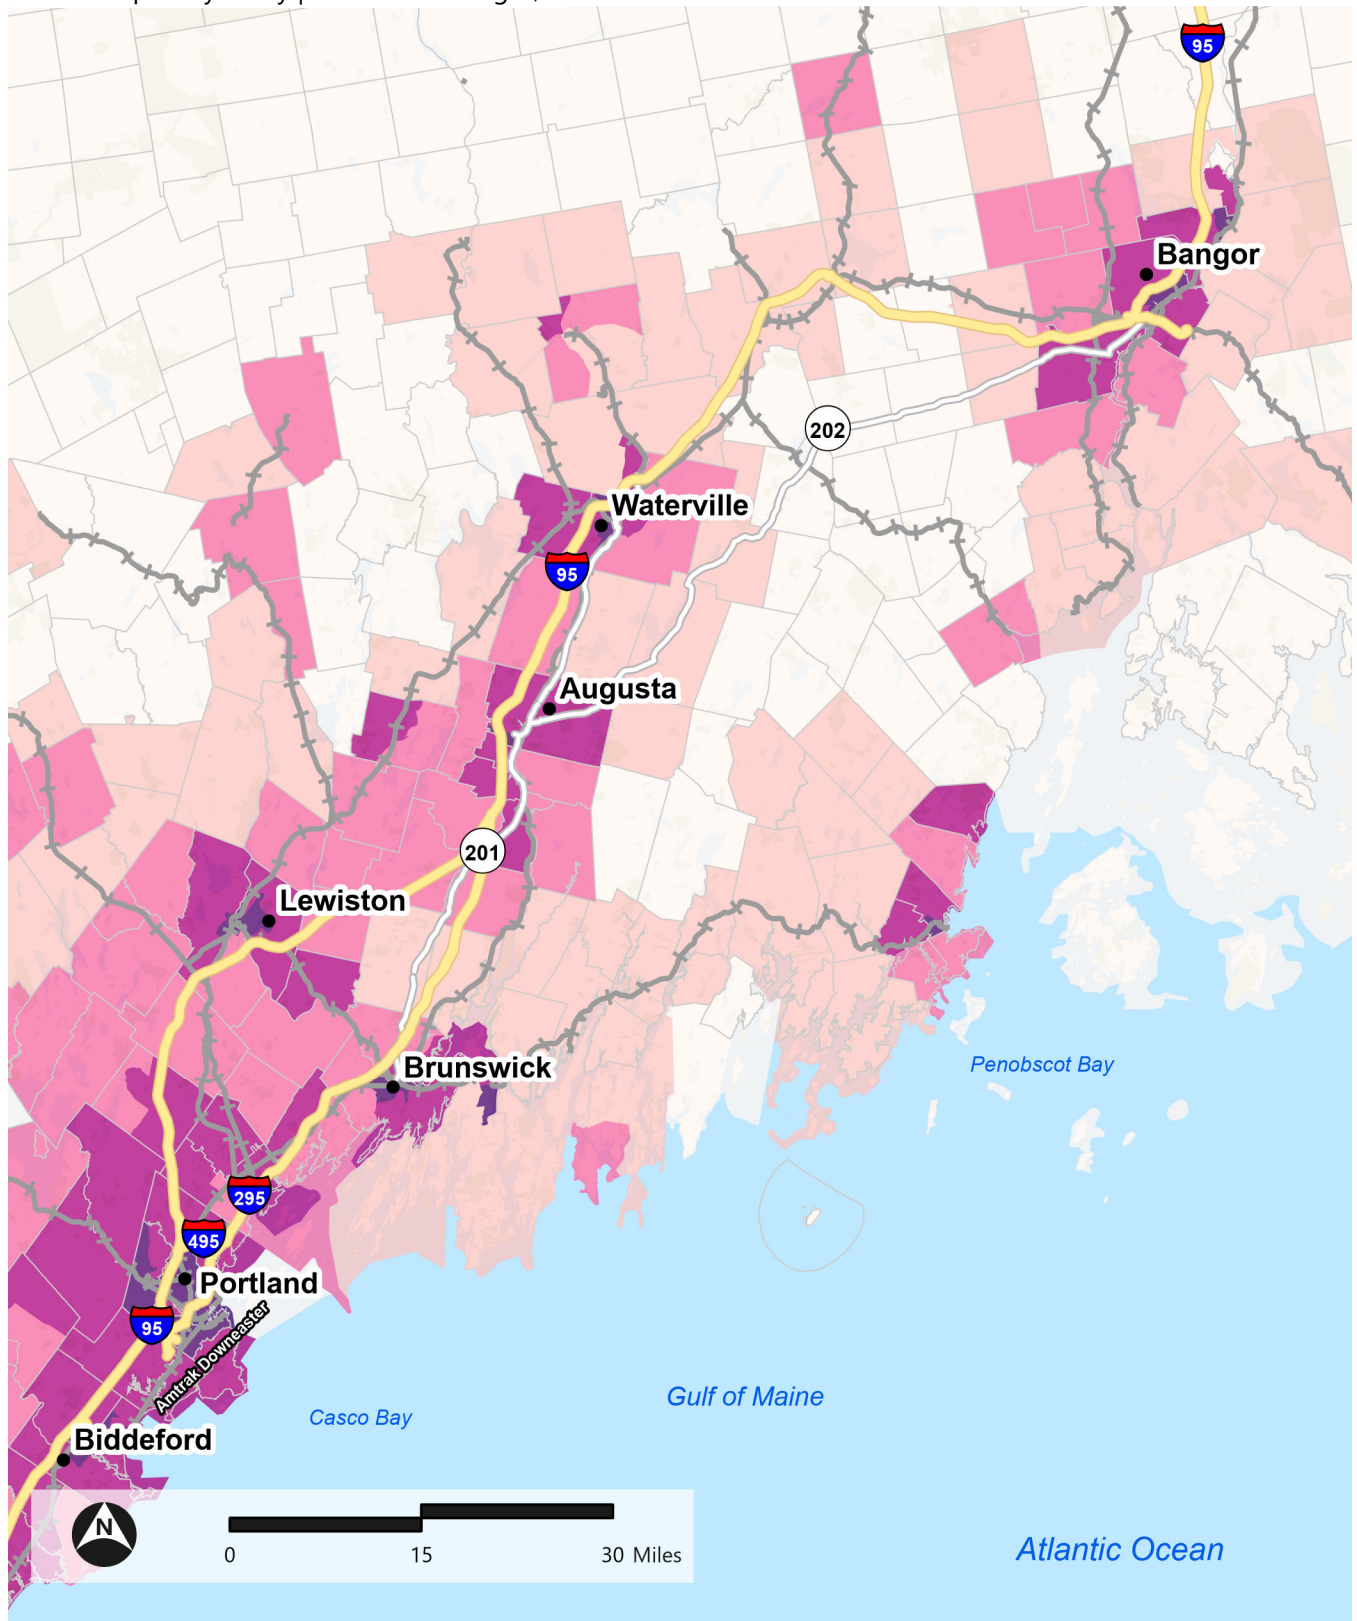 95
Bangor
202
Waterville
95
Augusta
201
Lewiston
Brunswick
Penobscot Bay
295
495
Portland
95
Amtrak Downeaster
Gulf of Maine
Casco Bay
Biddeford
N
0 15 30 Miles
Atlantic Ocean